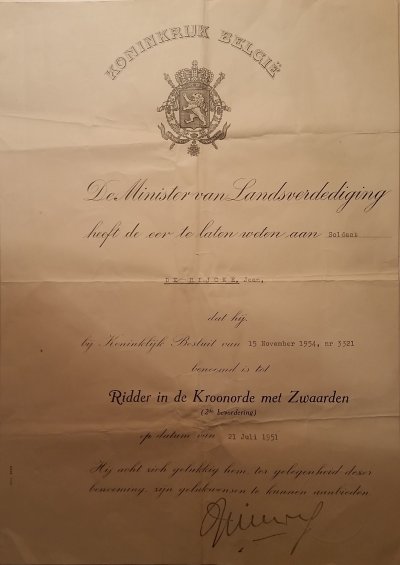 KONINKRIJK BELGIË
De Minister van Landsverdediging
heeft de eer te laten weten aan Soldaat
DE RIJCKE, Jean,
dat hij,
bij Koninklijk Besluit van 15 November 1954, nr 3321
benoemd is tot
Ridder in de Kroonorde met Zwaarden
(2de bevordering)
op datum van 21 Juli 1951
Hij acht zich gelukkig hem, ter gelegenheid dezer
benoeming, zijn gelukwensen te kunnen aanbieden